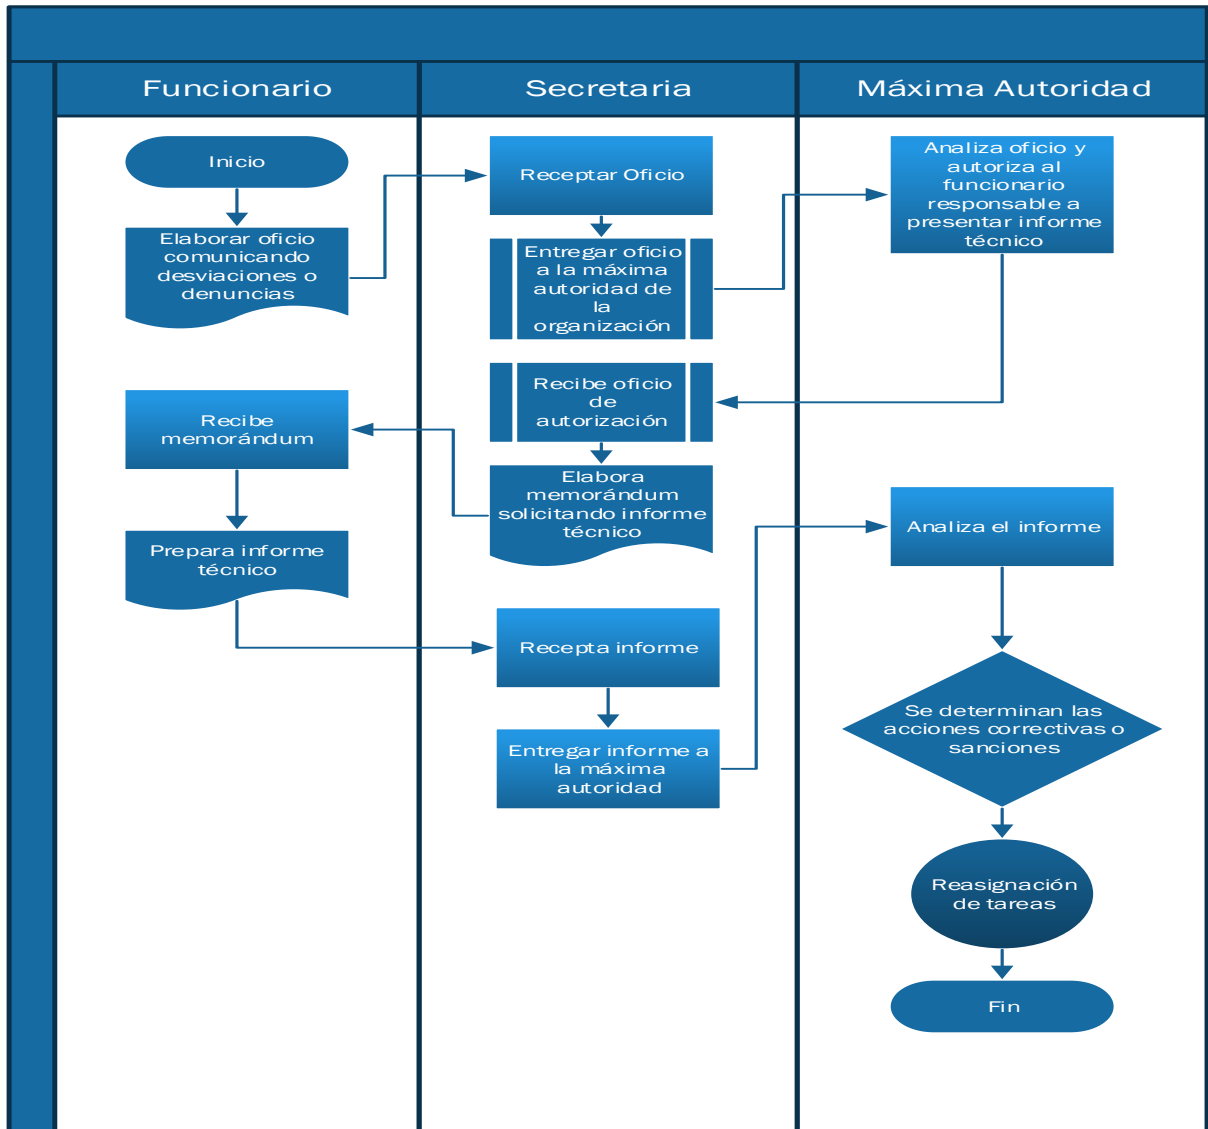 Funcionario
Secretaria
Máxima Autoridad
Inicio
Elaborar oficio
comunicando
desviaciones o
denuncias
Receptar Oficio
Entregar oficio
a la máxima
autoridad de
la
organización
Analiza oficio y
autoriza al
funcionario
responsable a
presentar informe
técnico
Recibe oficio
de
autorización
Elabora
memorándum
solicitando informe
técnico
Recibe
memorándum
Prepara informe
técnico
Recepta informe
Entregar informe a
la máxima
autoridad
Analiza el informe
Se determinan las
acciones correctivas o
sanciones
Reasignación
de tareas
Fin